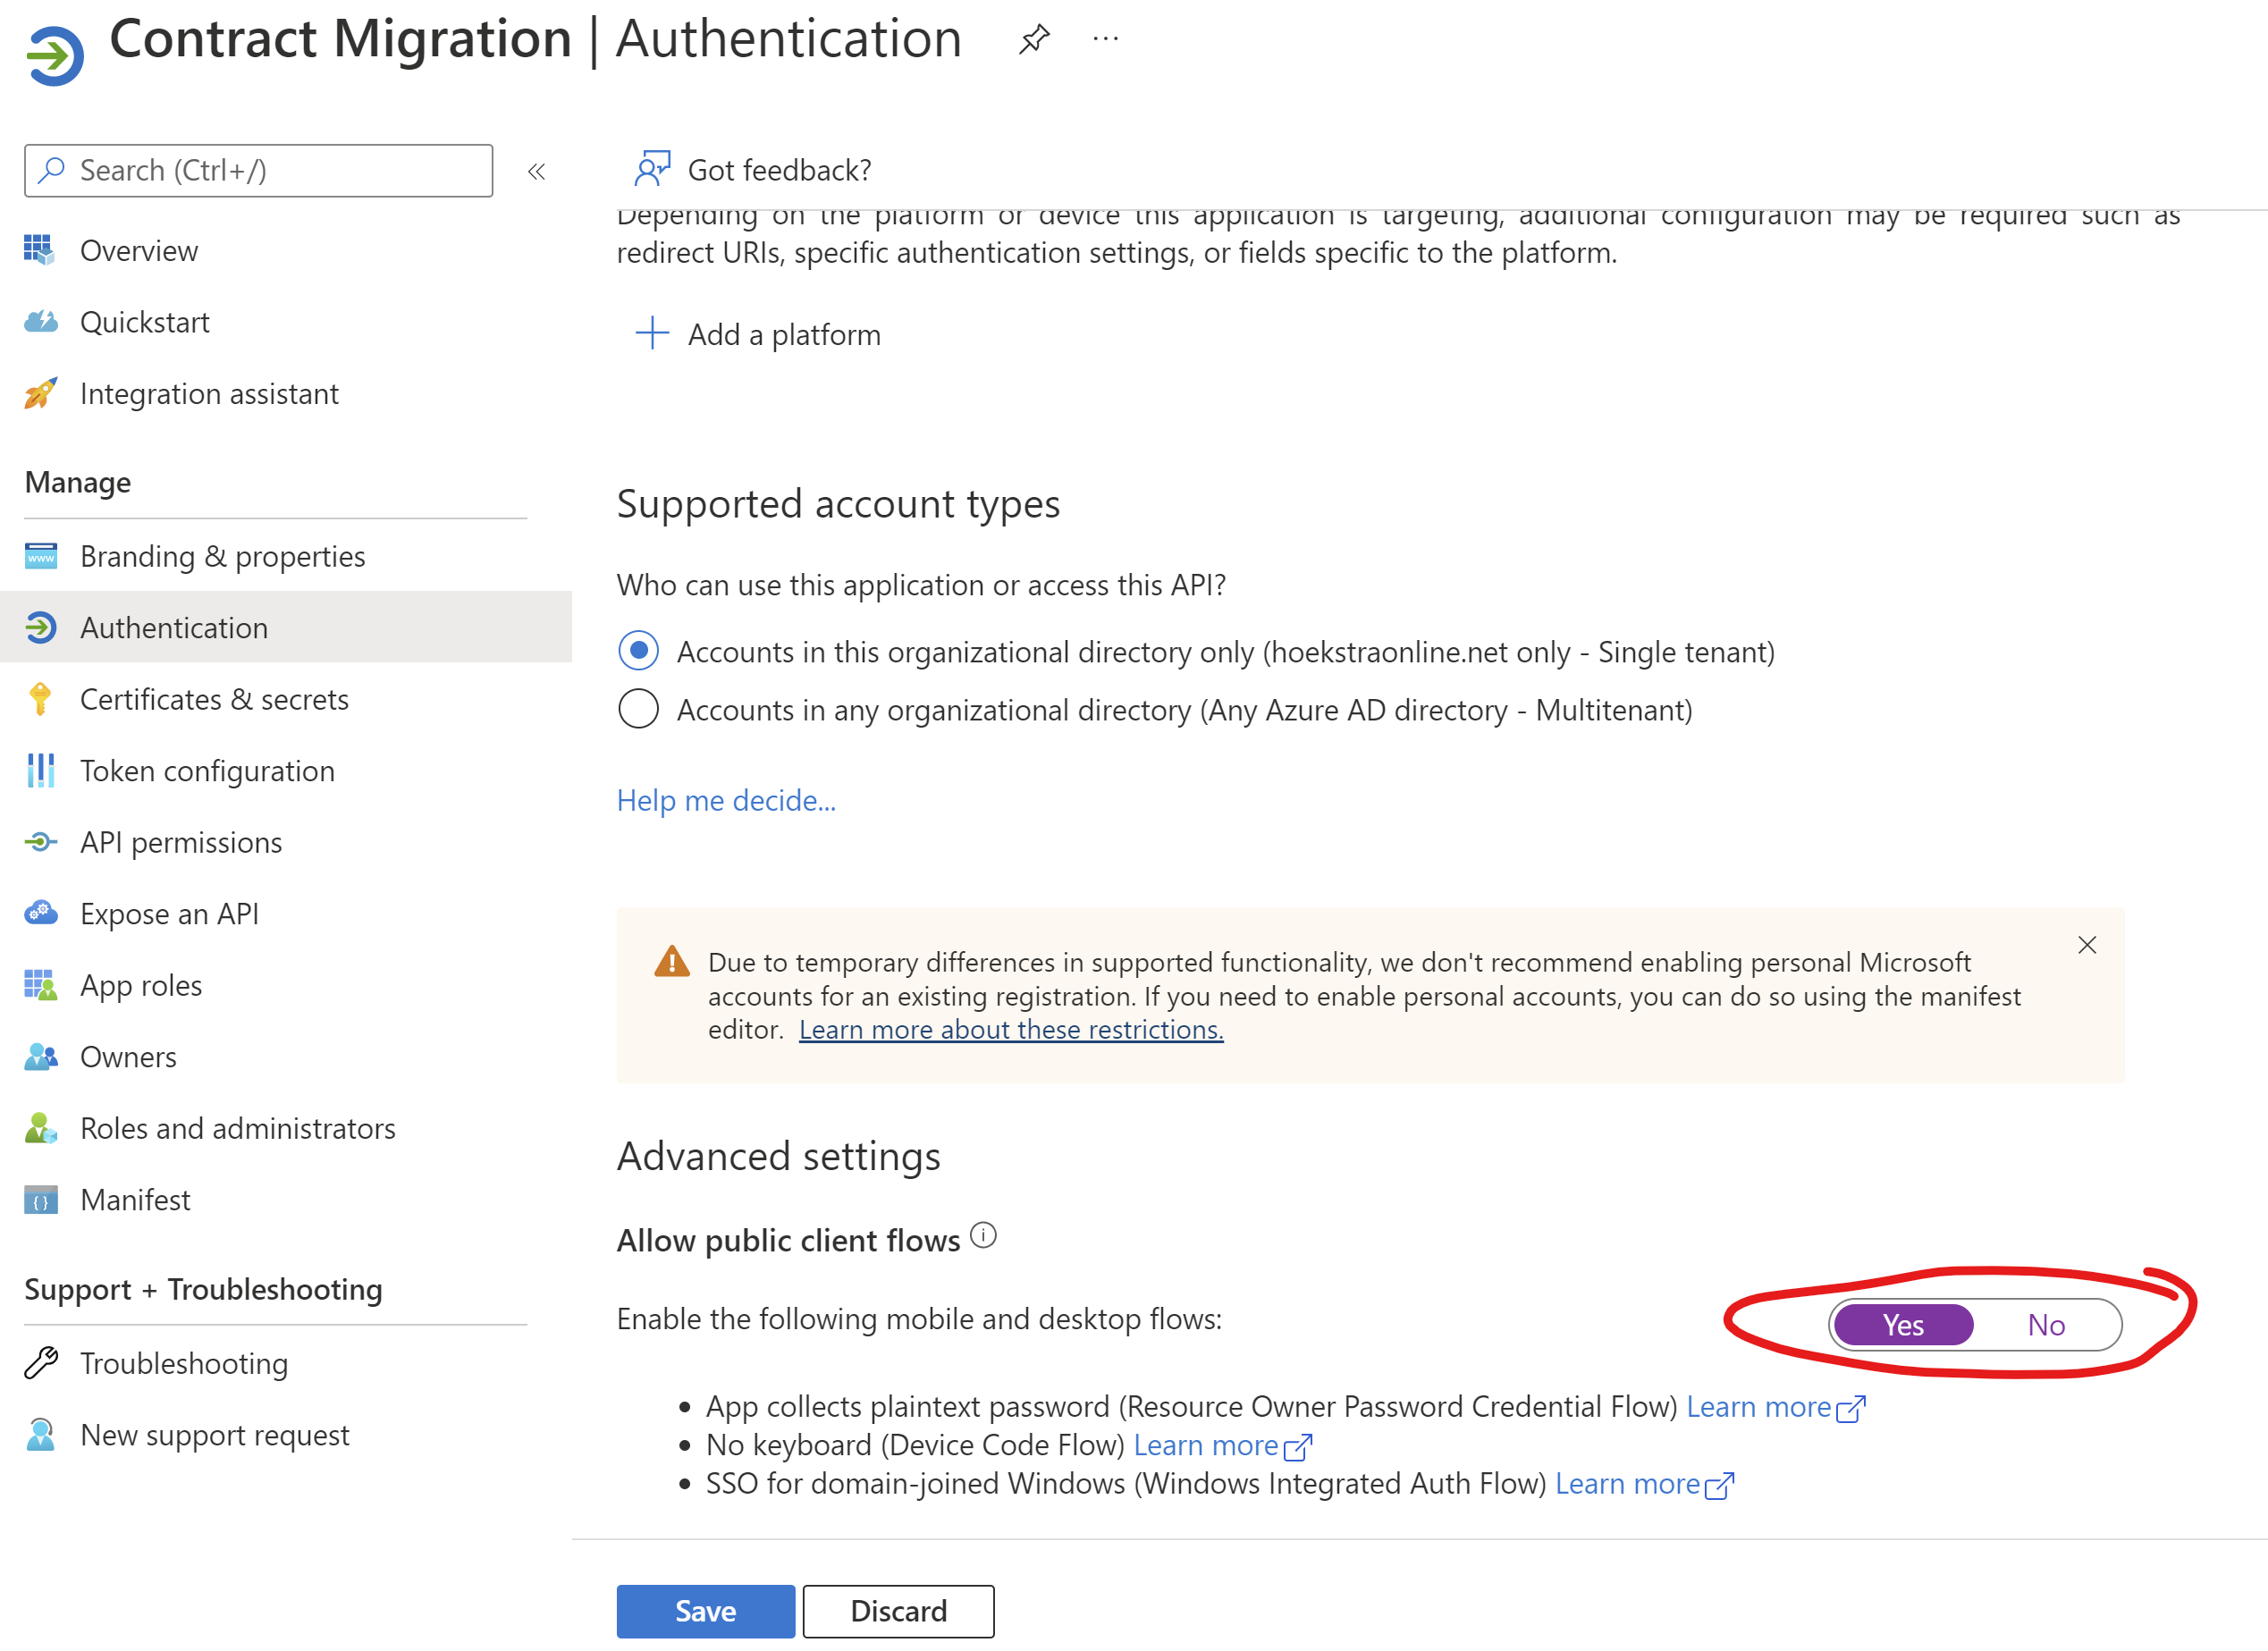 Contract Migration | Authentication
Search (Ctrl+/)
Overview
Quickstart
Integration assistant
Manage
www
Branding & properties
Authentication
Certificates & secrets
Token configuration
API permissions
Expose an API
App roles
Owners
Roles and administrators
Manifest
Support + Troubleshooting
Troubleshooting
New support request
Got feedback?
Depending on the platform or device this application is targeting, additional configuration may be required such as
redirect URIs, specific authentication settings, or fields specific to the platform.
Add a platform
Supported account types
Who can use this application or access this API?
Accounts in this organizational directory only (hoekstraonline.net only - Single tenant)
Accounts in any organizational directory (Any Azure AD directory - Multitenant)
Help me decide...
Due to temporary differences in supported functionality, we don't recommend enabling personal Microsoft
accounts for an existing registration. If you need to enable personal accounts, you can do so using the manifest
editor. Learn more about these restrictions.
Advanced settings
Allow public client flows
Enable the following mobile and desktop flows:
Yes No
• App collects plaintext password (Resource Owner Password Credential Flow) Learn more
• No keyboard (Device Code Flow) Learn more
• SSO for domain-joined Windows (Windows Integrated Auth Flow) Learn more
Save Discard